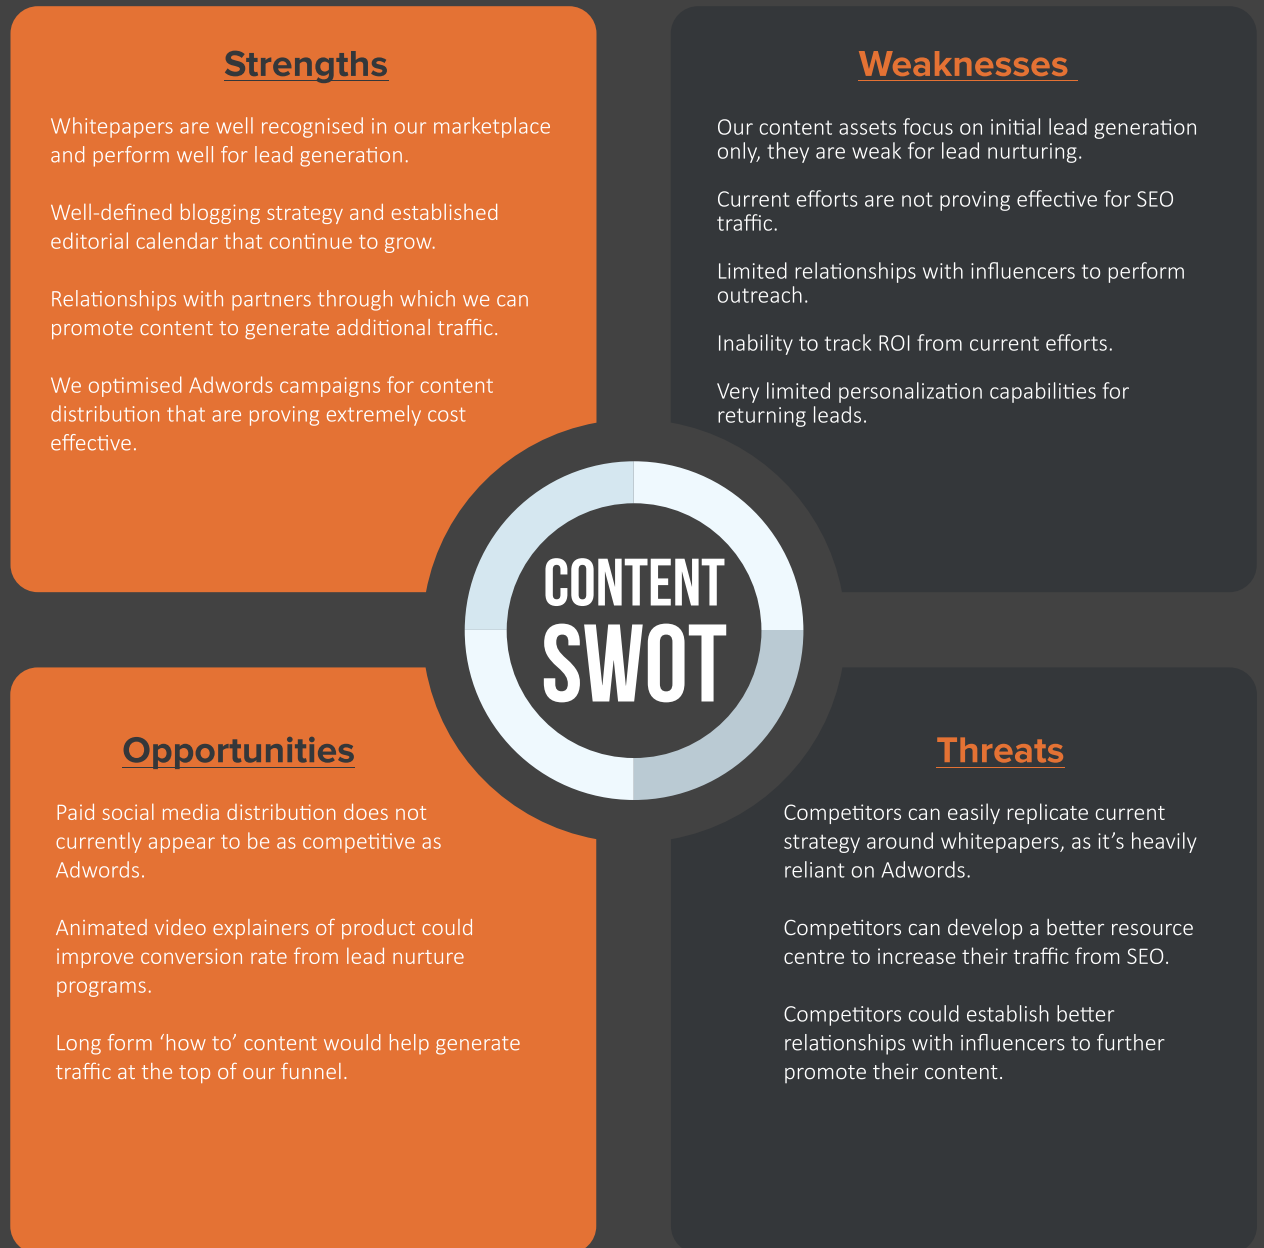 Strengths
Whitepapers are well recognised in our marketplace
and perform well for lead generation.
Well-defined blogging strategy and established
editorial calendar that continue to grow.
Relationships with partners through which we can
promote content to generate additional traffic.
We optimised Adwords campaigns for content
distribution that are proving extremely cost
effective.
Weaknesses
Our content assets focus on initial lead generation
only, they are weak for lead nurturing.
Current efforts are not proving effective for SEO
traffic.
Limited relationships with influencers to perform
outreach.
Inability to track ROI from current efforts.
Very limited personalization capabilities for
returning leads.
CONTENT
SWOT
Opportunities
Paid social media distribution does not
currently appear to be as competitive as
Adwords.
Animated video explainers of product could
improve conversion rate from lead nurture
programs.
Long form ‘how to’ content would help generate
traffic at the top of our funnel.
Threats
Competitors can easily replicate current
strategy around whitepapers, as it’s heavily
reliant on Adwords.
Competitors can develop a better resource
centre to increase their traffic from SEO.
Competitors could establish better
relationships with influencers to further
promote their content.